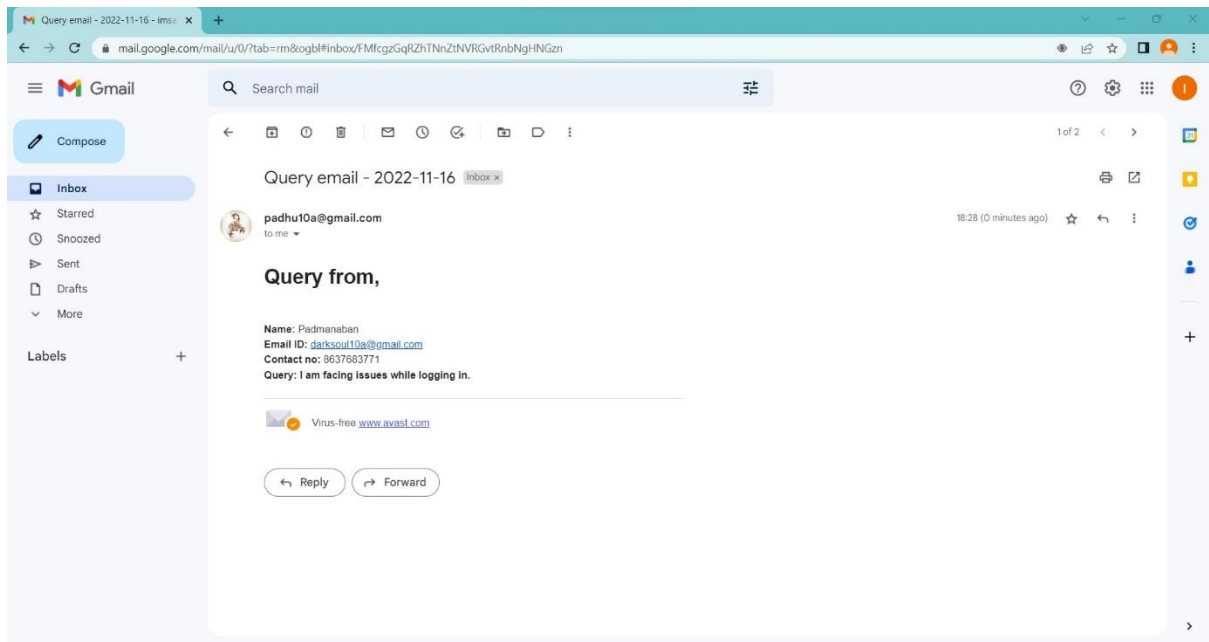 Query email - 2022-11-16 - imsa
mail.google.com/mail/u/0/?tab=rm&ogbl#inbox/FMfcgzGqRZhTNnZtNVRGvtRnbNgHNGzn
Gmail
Search mail
I
Compose
1 of 2
31
Query email - 2022-11-16 Inbox x
Inbox
Starred
padhu10a@gmail.com
18:28 (0 minutes ago)
to me
Snoozed
Sent
Query from,
Drafts
More
Name: Padmanaban
Email ID: darksoul10a@gmail.com
Labels
Contact no: 8637683771
Query: I am facing issues while logging in.
Virus-free.www.avast.com
Reply
Forward